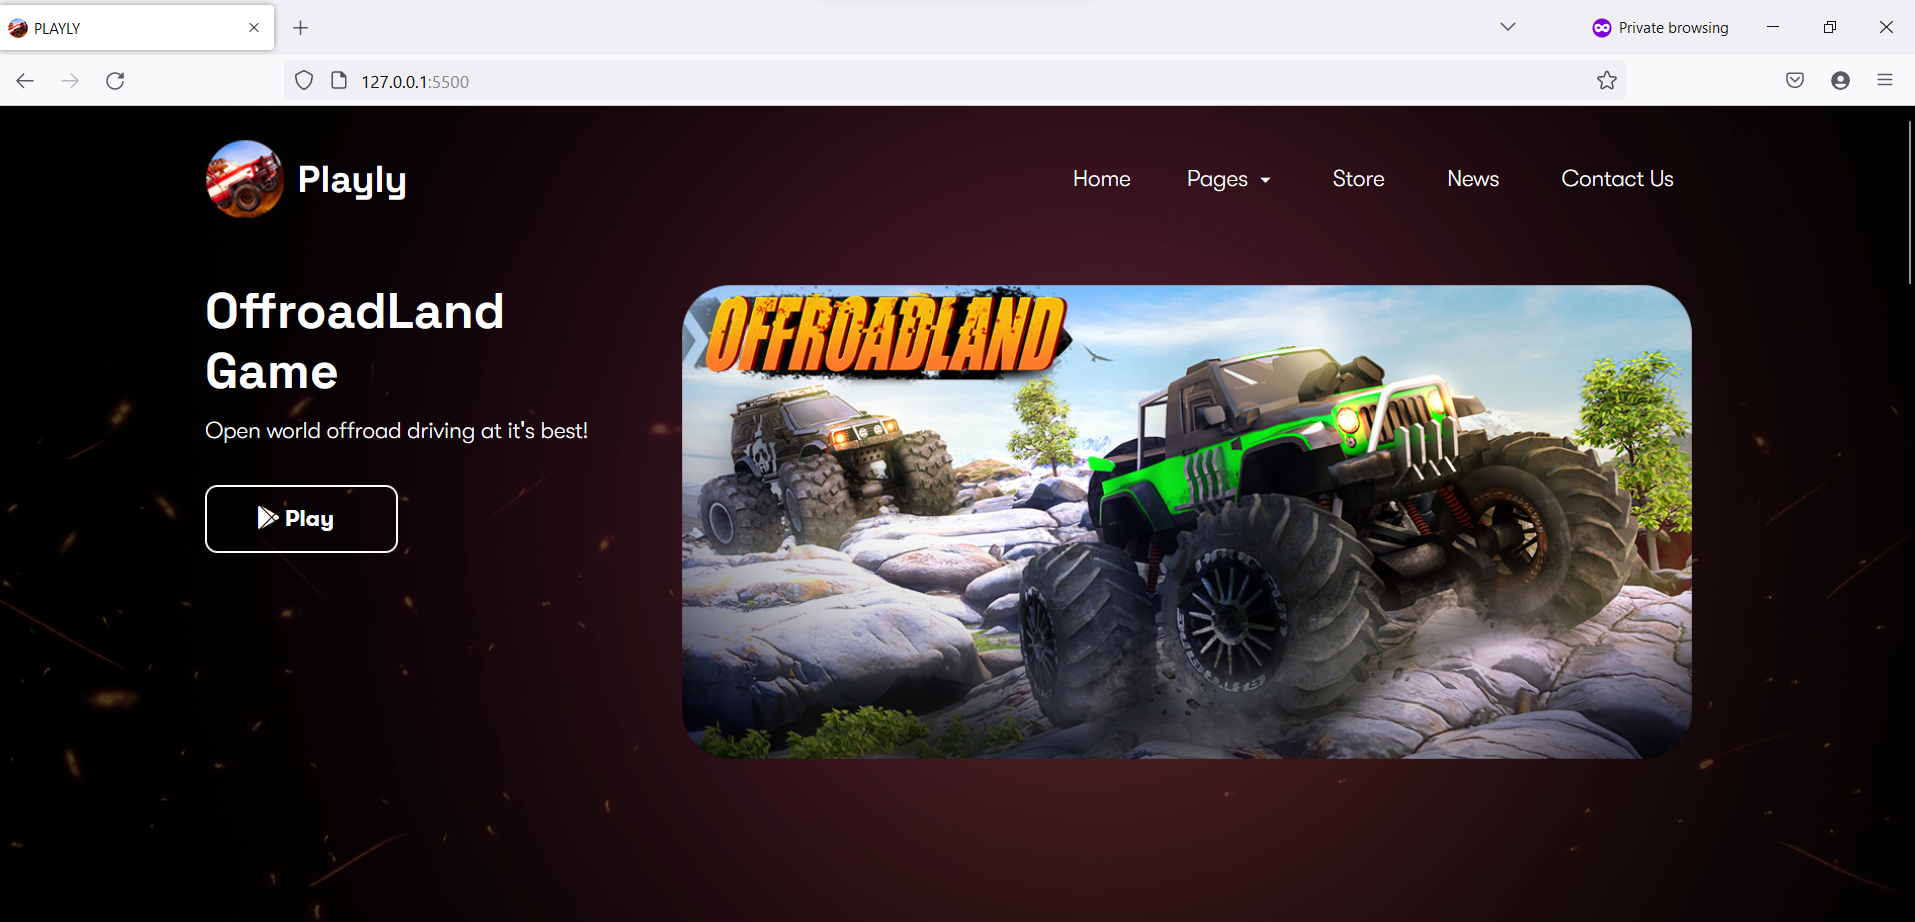 PLAYLY
Private browsing
127.0.0.1:5500
Playly
Home
Pages
Store
News
Contact Us
OffroadLand
Game
Open world offroad driving at it's best!
Play
OFFROADLAND